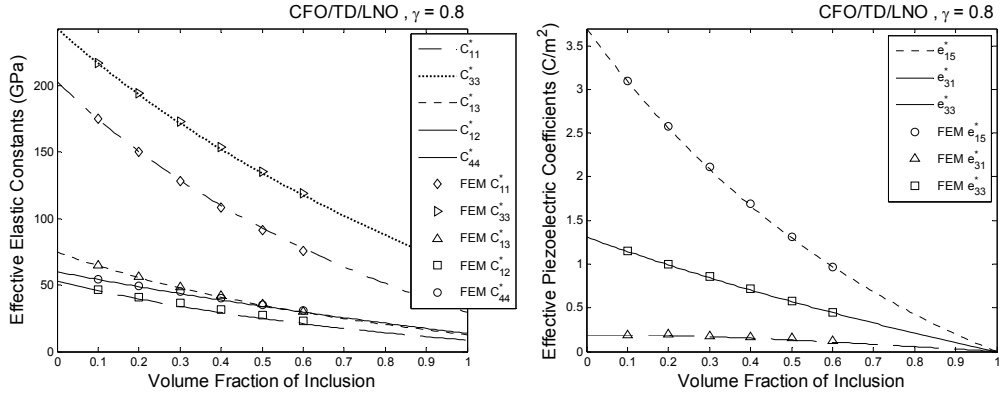 CFO/TD/LNO , γ = 0.8
Effective Elastic Constants (GPa)
200
150
100
50
0
0 0.1 0.2 0.3 0.4 0.5 0.6 0.7 0.8 0.9 1
Volume Fraction of Inclusion
C*11
C*33
C*13
C*12
C*44
FEM C*11
FEM C*33
FEM C*13
FEM C*12
FEM C*44
CFO/TD/LNO , γ = 0.8
Effective Piezoelectric Coefficients (C/m²)
3.5
3
2.5
2
1.5
1
0.5
0
0 0.1 0.2 0.3 0.4 0.5 0.6 0.7 0.8 0.9 1
Volume Fraction of Inclusion
e*15
e*31
e*33
FEM e*15
FEM e*31
FEM e*33